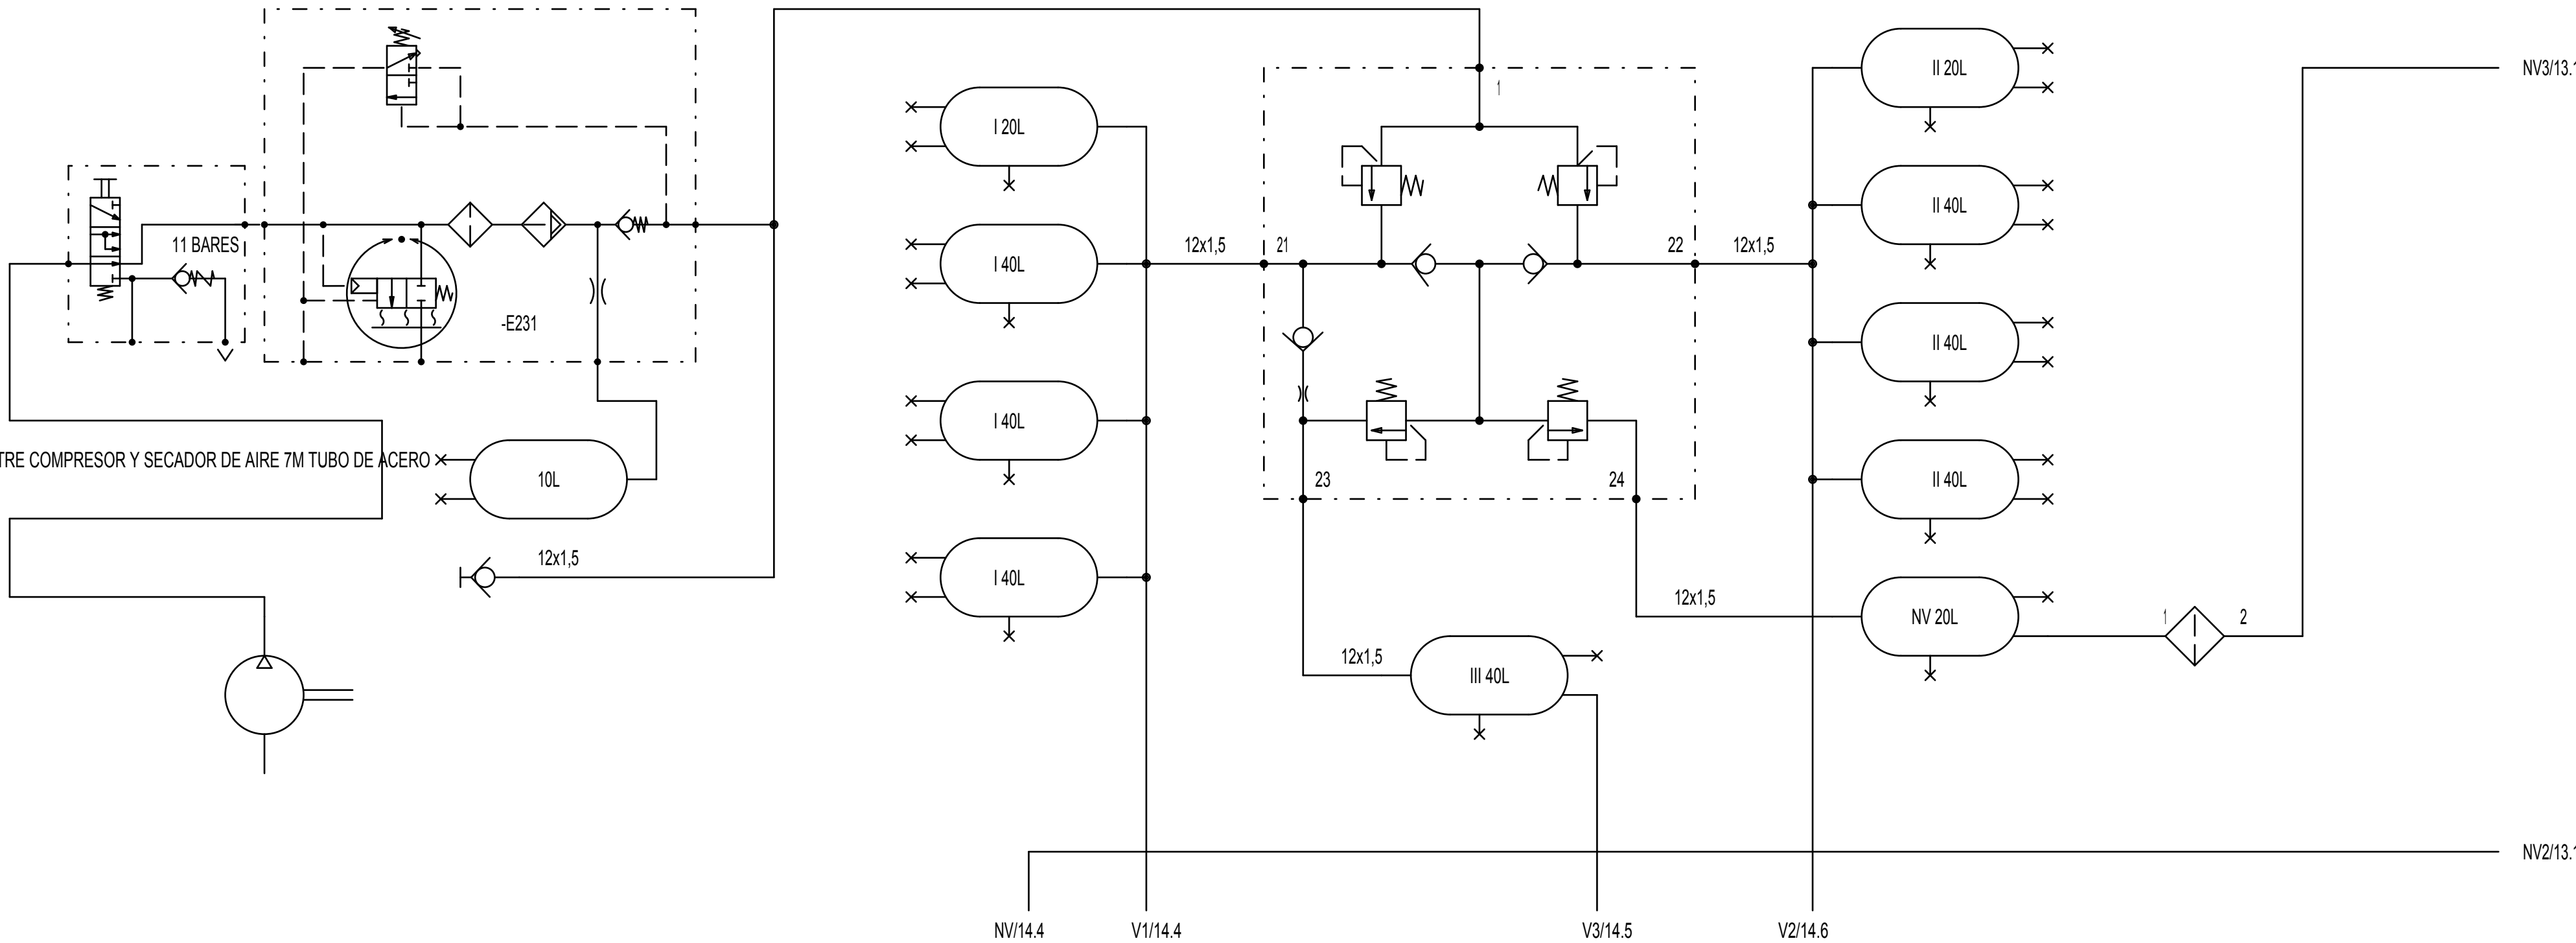 NV3/13.1
II 20L
1
I 20L
II 40L
11 BARES
12x1,5
21
22
12x1,5
I 40L
-E231
II 40L
I 40L
TRE COMPRESOR Y SECADOR DE AIRE 7M TUBO DE ACERO
10L
23
24
II 40L
12x1,5
I 40L
12x1,5
NV 20L
1
2
12x1,5
III 40L
NV2/13.1
NV/14.4
V1/14.4
V3/14.5
V2/14.6